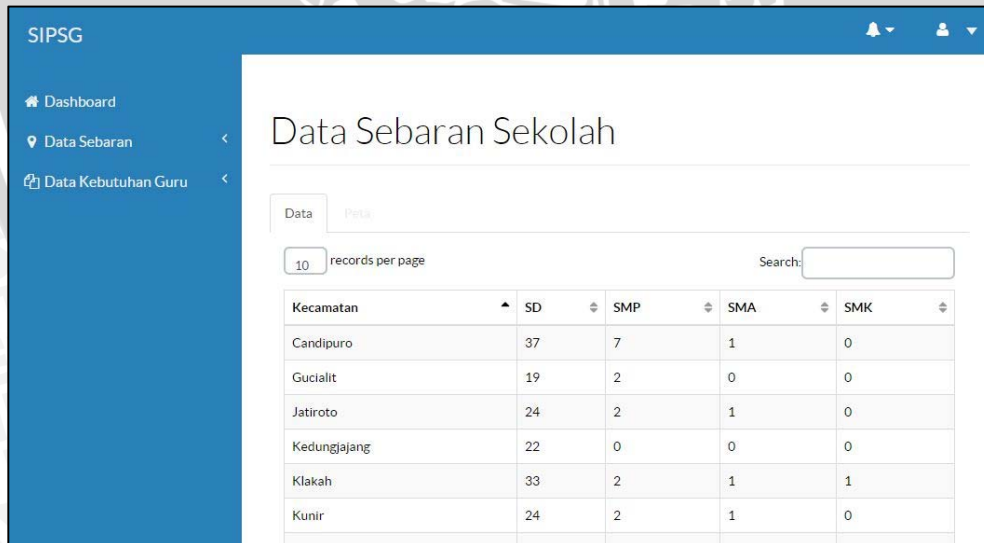 SIPSG
Dashboard
Data Sebaran
Data Kebutuhan Guru
Data Sebaran Sekolah
Data Peta
10 records per page Search:
Kecamatan SD SMP SMA SMK
Candipuro 37 7 1 0
Gucialit 19 2 0 0
Jatiroto 24 2 1 0
Kedungjajang 22 0 0 0
Klakah 33 2 1 1
Kunir 24 2 1 0